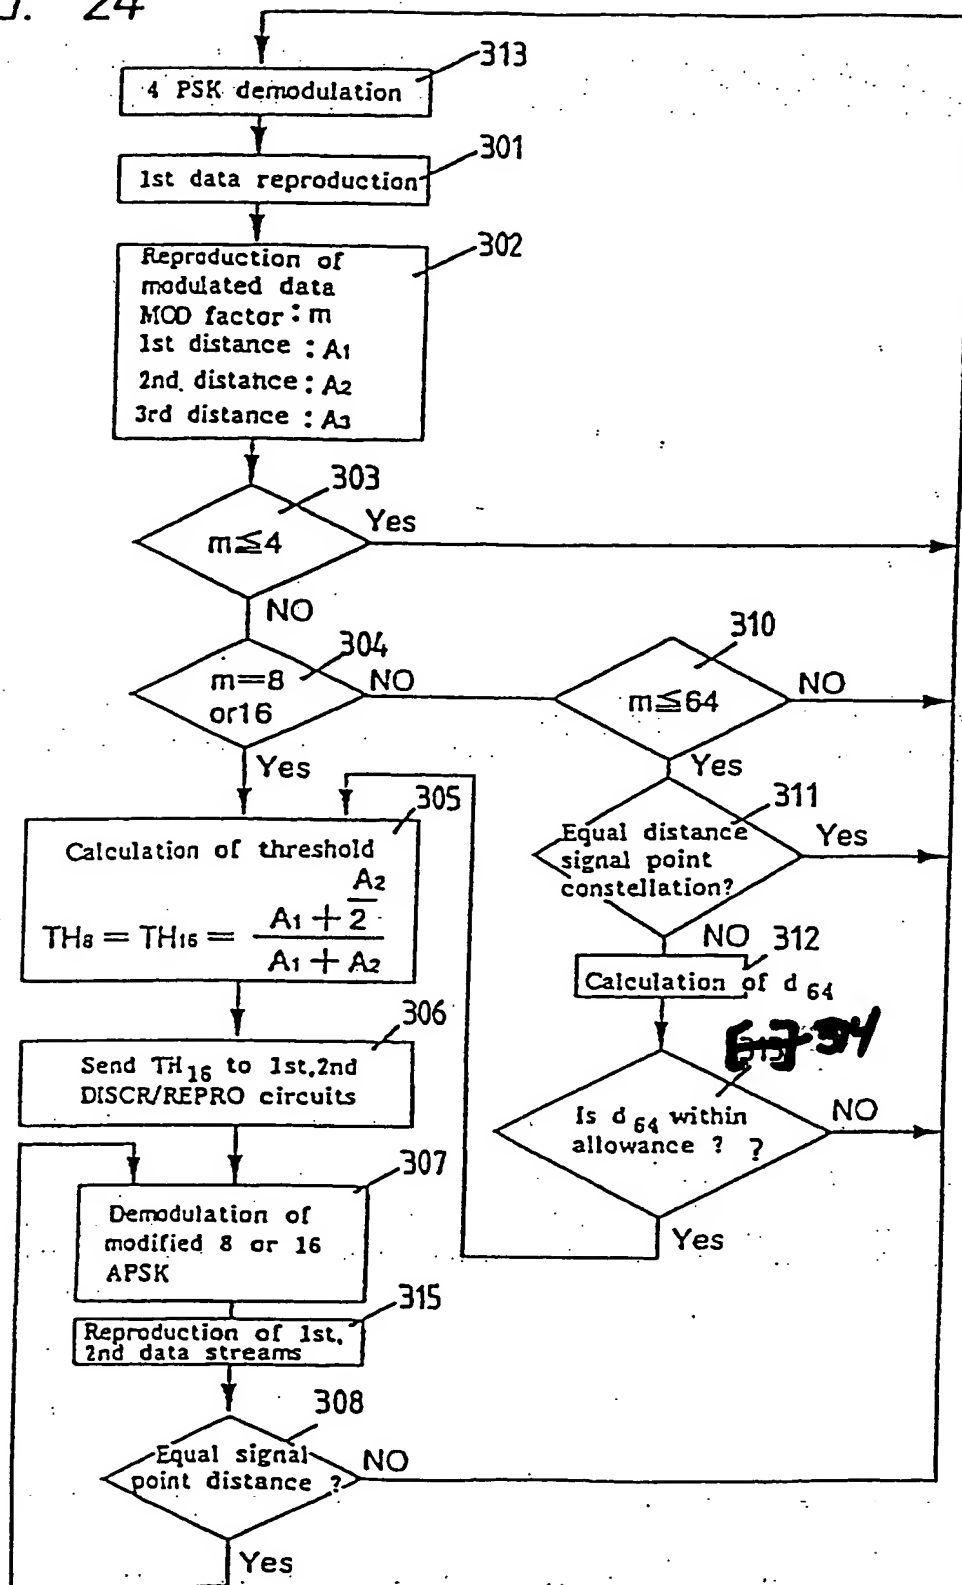 24
313
4 PSK demodulation
301
1st data reproduction
302
Reproduction of
modulated data
MOD factor : m
1st distance : A1
2nd. distance : A2
3rd distance : A3
303
m≦4
Yes
NO
304
m=8
or16
NO
310
m≦64
NO
Yes
Yes
305
Calculation of threshold
TH8 = TH16 = (A1 + A2/2) / (A1 + A2)
311
Equal distance
signal point
constellation?
Yes
NO
312
Calculation of d 64
306
Send TH16 to 1st,2nd
DISCR/REPRO circuits
Is d 64 within
allowance ? ?
NO
Yes
307
Demodulation of
modified 8 or 16
APSK
315
Reproduction of 1st,
2nd data streams
308
Equal signal
point distance ?
NO
Yes